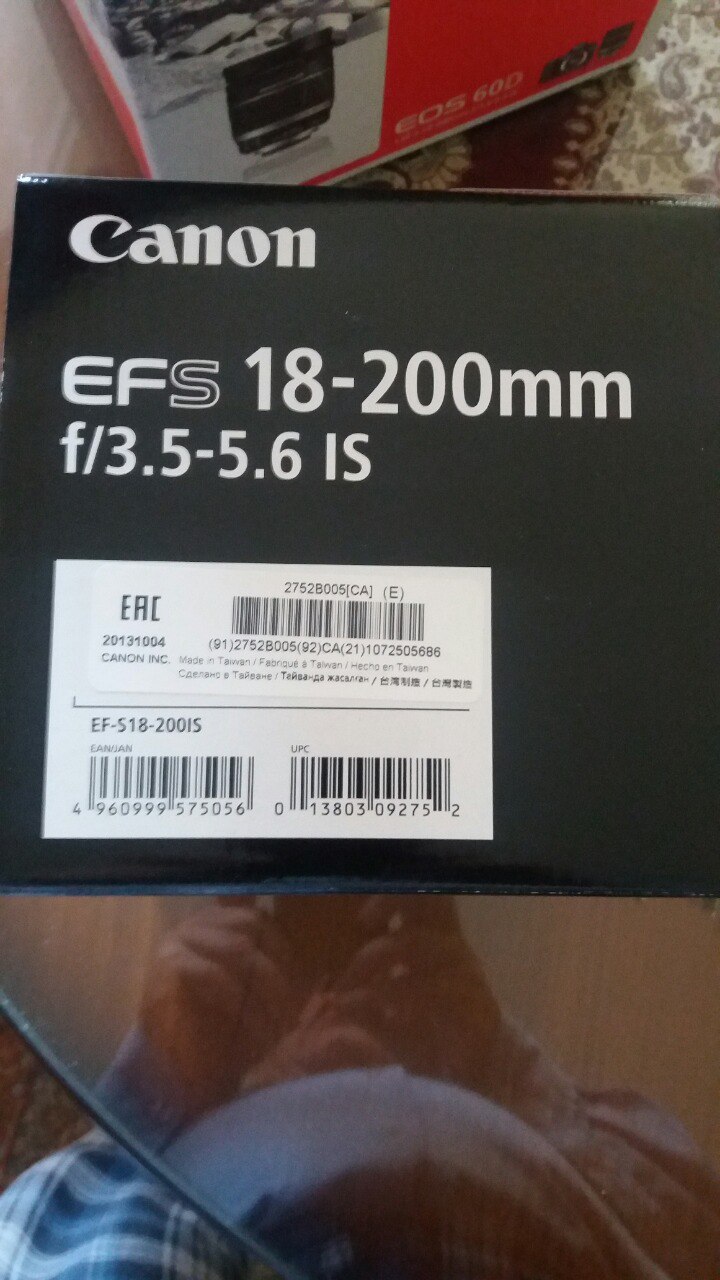 EOS 60D
Canon
EFS 18-200mm
f/3.5-5.6 IS
2752B005[CA] (E)
EAC
20131004
(91)2752B005(92)CA(21)1072505686
CANON INC.
Made in Taiwan / Fabriqué à Taïwan / Hecho en Taiwan
Сделано в Тайване / Тайванда жасалған / 台湾制造 / 台灣製造
EF-S18-200IS
EAN/JAN
UPC
4 960999 575056
0 13803 09275 2